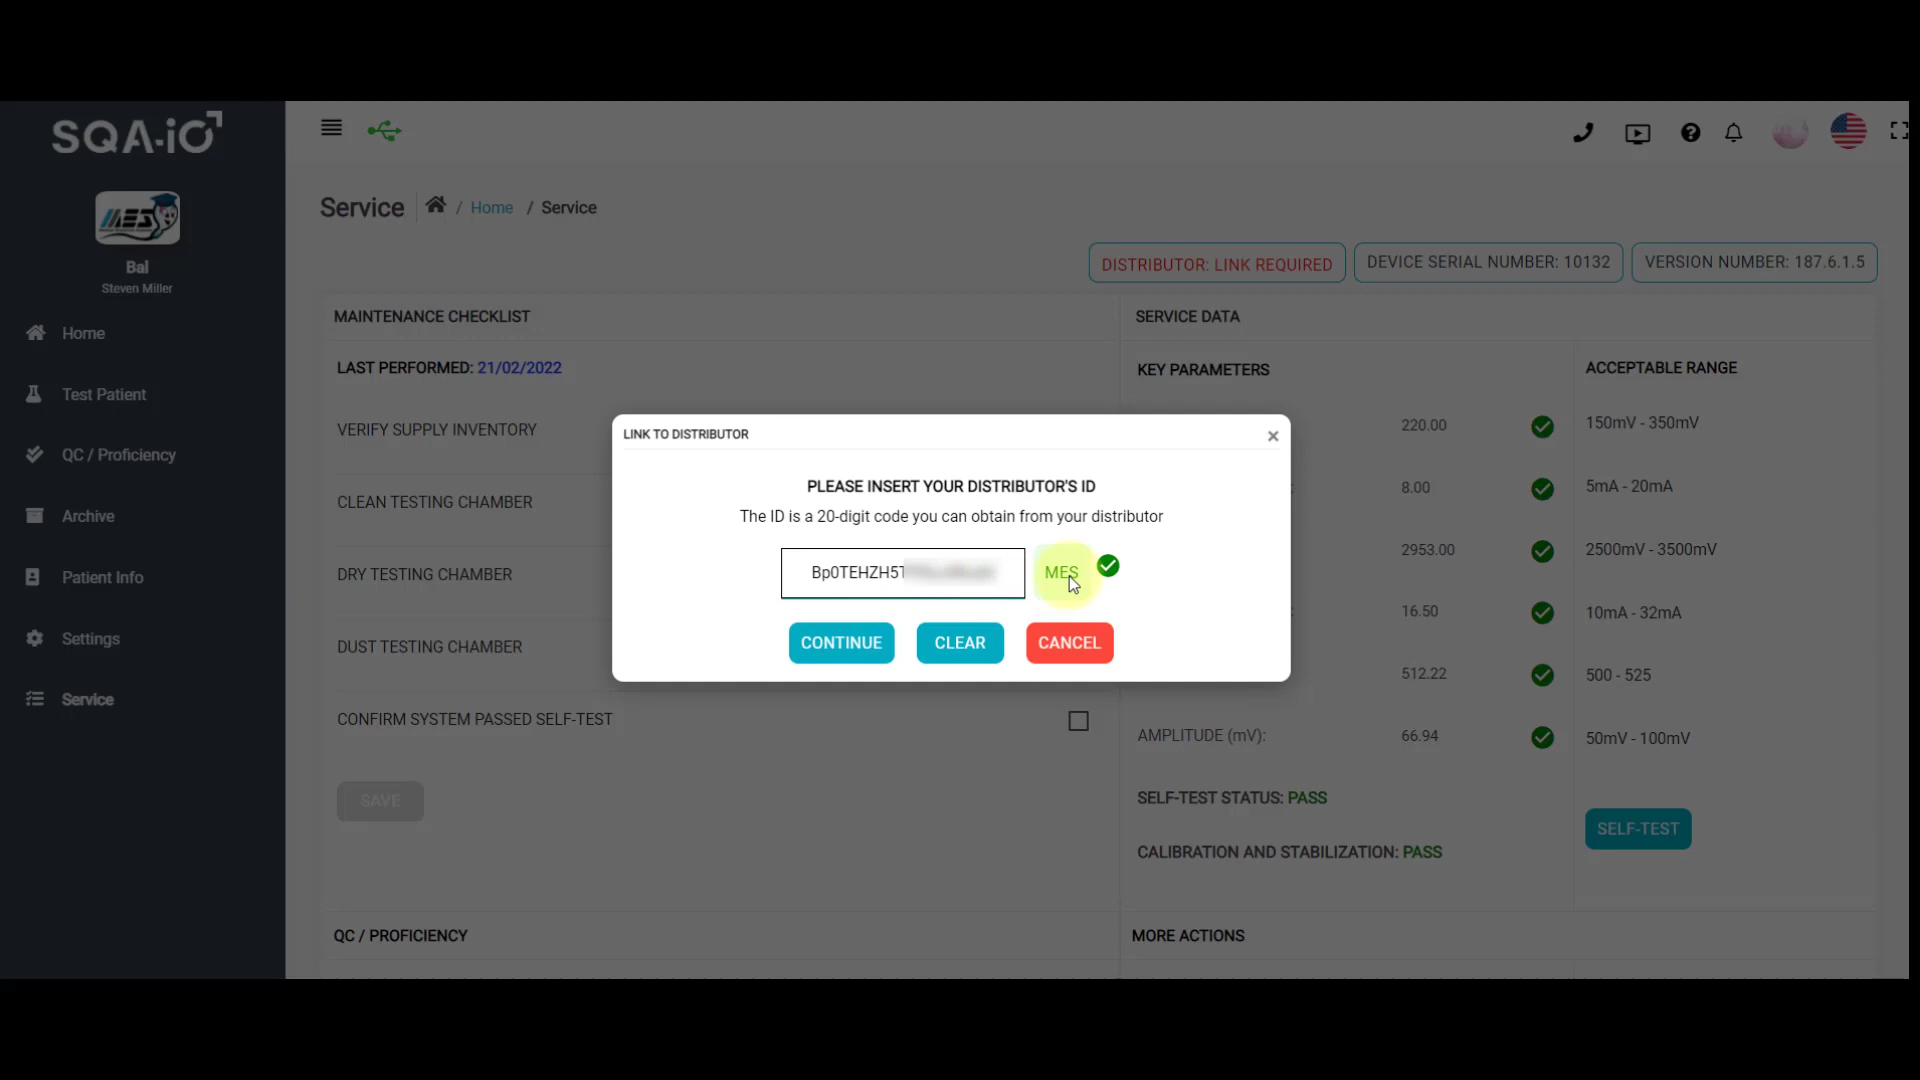 SQA-iO
MES
Bal
Steven Miller
Home
Test Patient
QC / Proficiency
Archive
Patient Info
Settings
Service
Service / Home / Service
DISTRIBUTOR: LINK REQUIRED
DEVICE SERIAL NUMBER: 10132
VERSION NUMBER: 187.6.1.5
MAINTENANCE CHECKLIST
LAST PERFORMED: 21/02/2022
VERIFY SUPPLY INVENTORY
CLEAN TESTING CHAMBER
DRY TESTING CHAMBER
DUST TESTING CHAMBER
CONFIRM SYSTEM PASSED SELF-TEST
SAVE
LINK TO DISTRIBUTOR
×
PLEASE INSERT YOUR DISTRIBUTOR'S ID
The ID is a 20-digit code you can obtain from your distributor
Bp0TEHZH5T
MES
CONTINUE
CLEAR
CANCEL
SERVICE DATA
KEY PARAMETERS
ACCEPTABLE RANGE
220.00
150mV - 350mV
8.00
5mA - 20mA
2953.00
2500mV - 3500mV
16.50
10mA - 32mA
512.22
500 - 525
AMPLITUDE (mV):
66.94
50mV - 100mV
SELF-TEST STATUS: PASS
SELF-TEST
CALIBRATION AND STABILIZATION: PASS
QC / PROFICIENCY
MORE ACTIONS